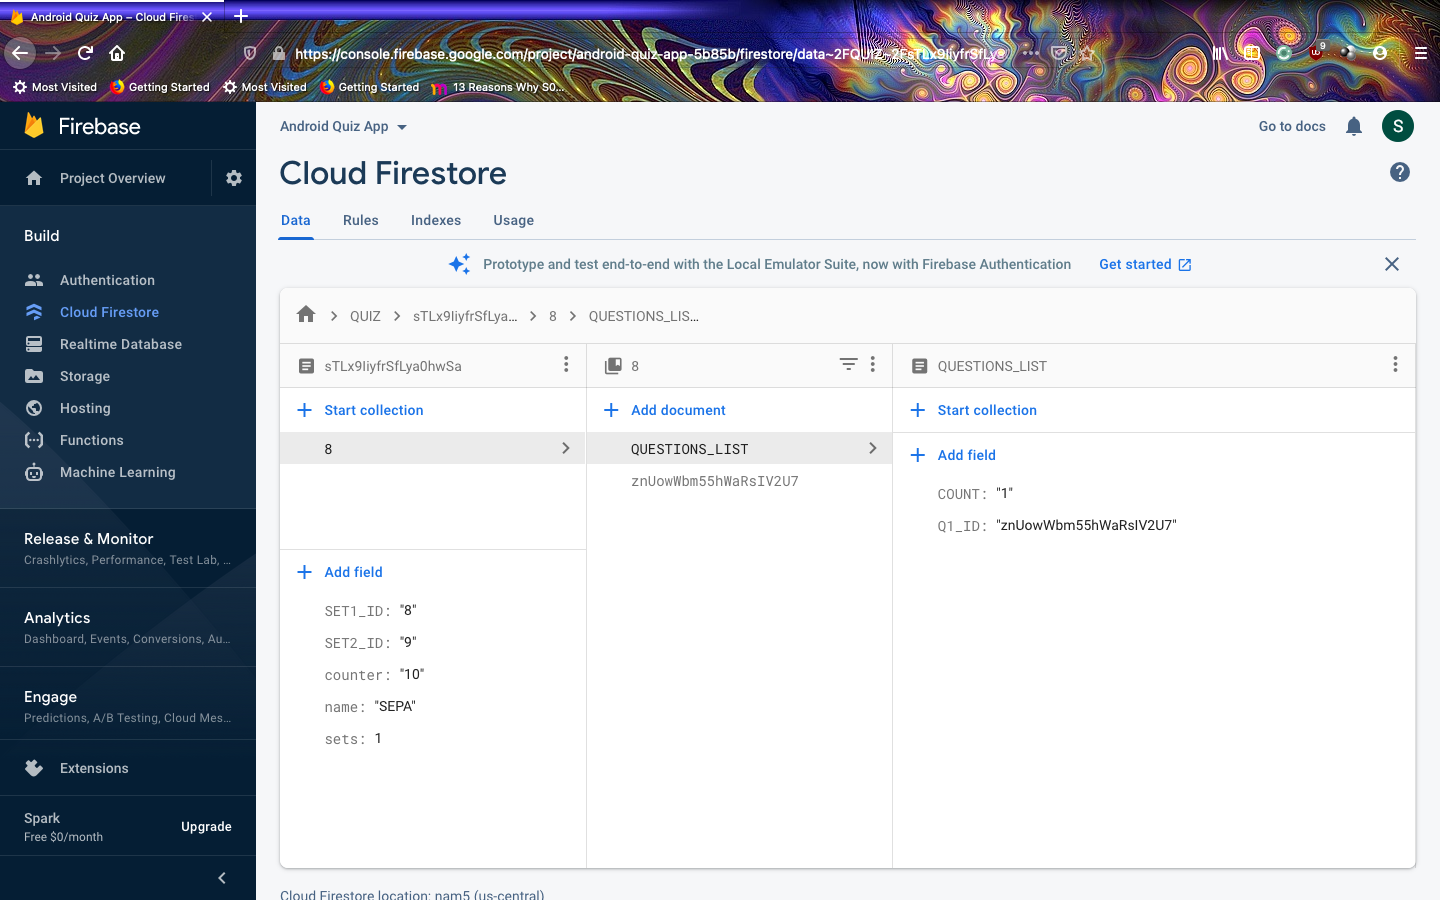 Android Quiz App – Cloud Fires
https://console.firebase.google.com/project/android-quiz-app-5b85b/firestore/data~2FQUIZ~2FsTLx9IiyfrSfLy
Most Visited
Getting Started
Most Visited
Getting Started
13 Reasons Why S0...
9
Firebase
Project Overview
Build
Authentication
Cloud Firestore
Realtime Database
Storage
Hosting
Functions
Machine Learning
Release & Monitor
Crashlytics, Performance, Test Lab, ...
Analytics
Dashboard, Events, Conversions, Au...
Engage
Predictions, A/B Testing, Cloud Mes...
Extensions
Spark
Free $0/month
Upgrade
Android Quiz App
Go to docs
S
Cloud Firestore
?
Data
Rules
Indexes
Usage
Prototype and test end-to-end with the Local Emulator Suite, now with Firebase Authentication
Get started
QUIZ
sTLx9IiyfrSfLya...
8
QUESTIONS_LIS...
sTLx9IiyfrSfLya0hwSa
Start collection
8
Add field
SET1_ID: "8"
SET2_ID: "9"
counter: "10"
name: "SEPA"
sets: 1
8
Add document
QUESTIONS_LIST
znUowWbm55hWaRsIV2U7
QUESTIONS_LIST
Start collection
Add field
COUNT: "1"
Q1_ID: "znUowWbm55hWaRsIV2U7"
Cloud Firestore location: nam5 (us-central)